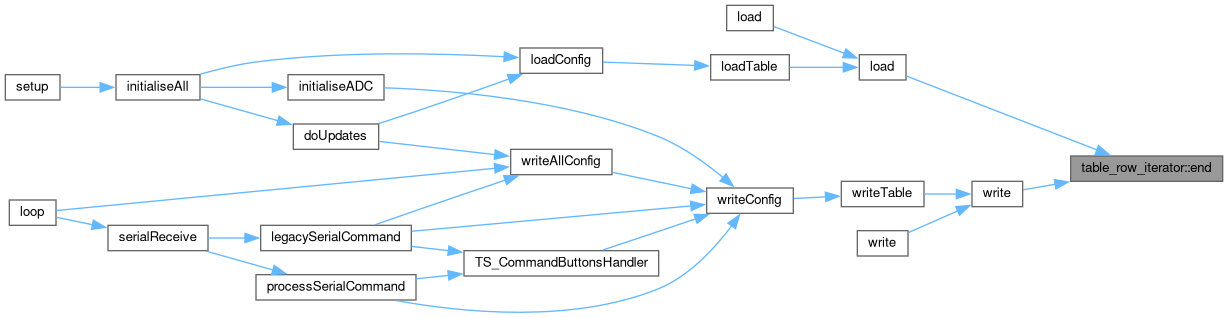 load
loadConfig
loadTable
load
setup
initialiseAll
initialiseADC
doUpdates
writeAllConfig
table_row_iterator::end
writeConfig
writeTable
write
loop
serialReceive
legacySerialCommand
write
TS_CommandButtonsHandler
processSerialCommand